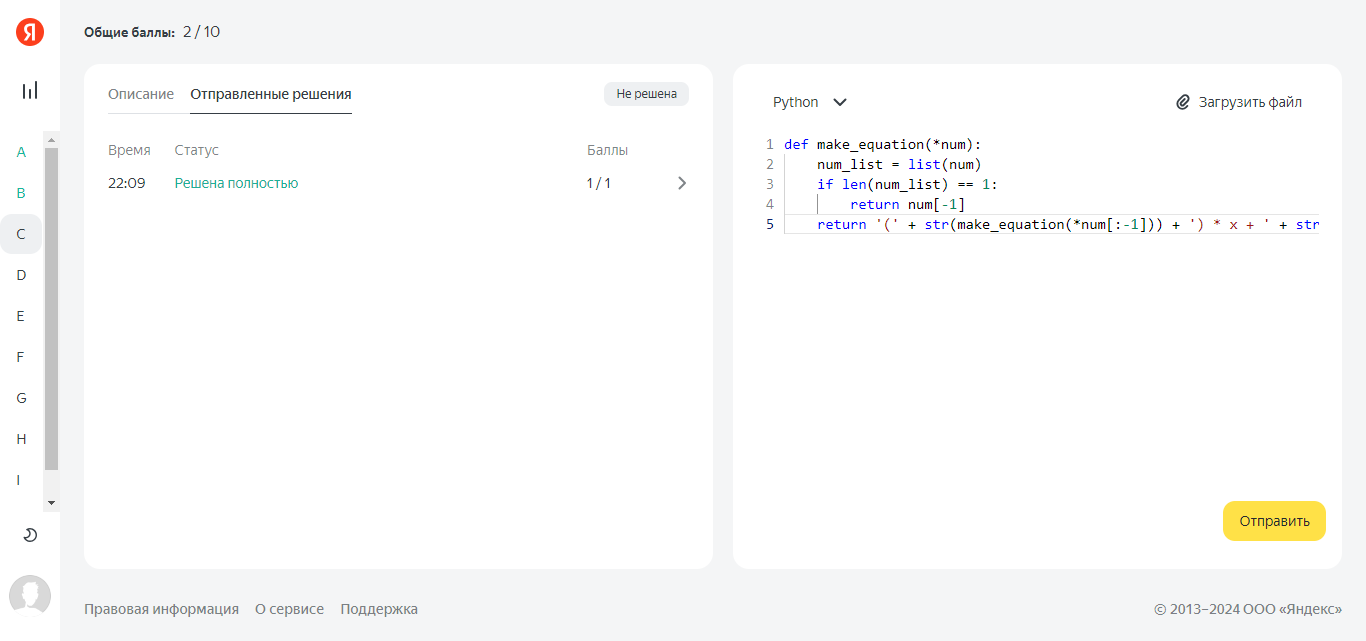 Я
Общие баллы: 2 / 10
A
B
C
D
E
F
G
H
I
Описание Отправленные решения Не решена
Время Статус Баллы
22:09 Решена полностью 1 / 1
Python Загрузить файл
1 def make_equation(*num):
2 num_list = list(num)
3 if len(num_list) == 1:
4 return num[-1]
5 return '(' + str(make_equation(*num[:-1])) + ') * x + ' + str
Отправить
Правовая информация О сервисе Поддержка © 2013–2024 ООО «Яндекс»